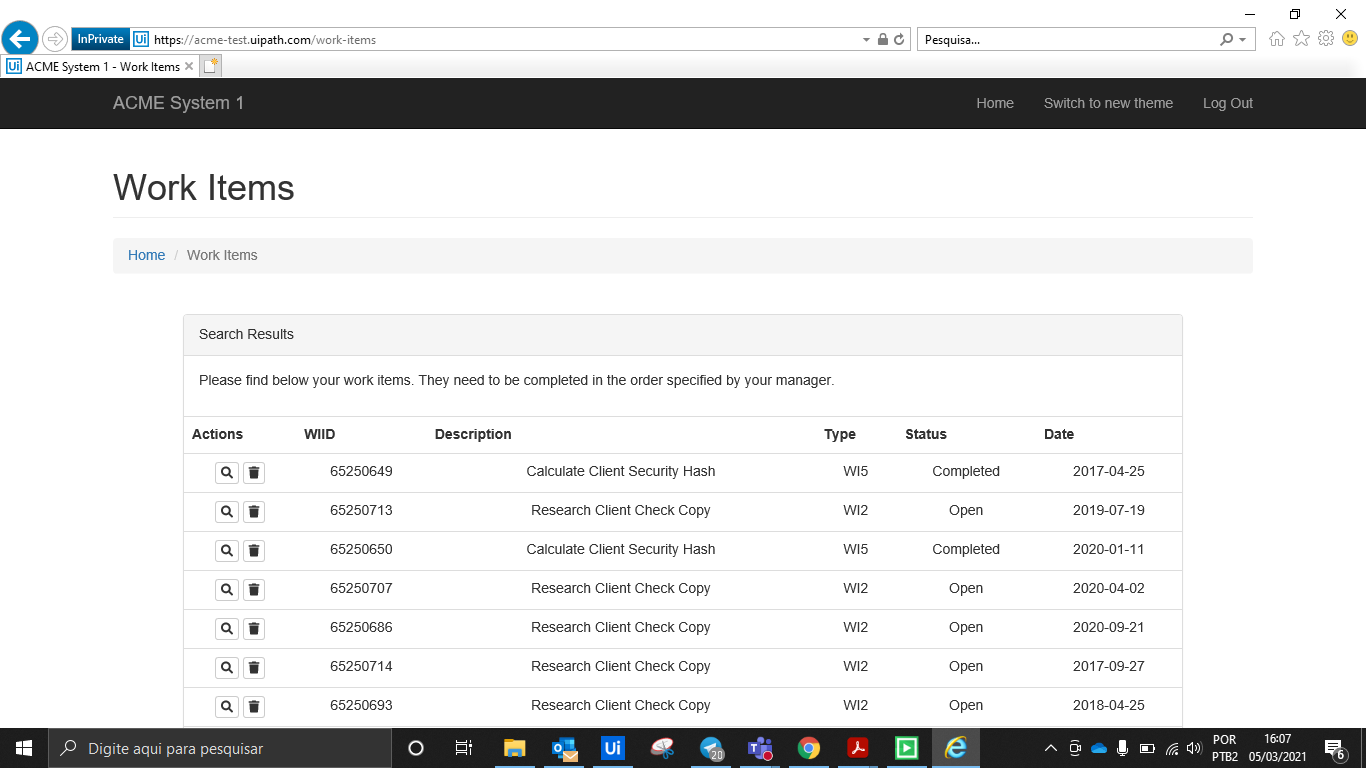 InPrivate Ui https://acme-test.uipath.com/work-items Pesquisa...
Ui ACME System 1 - Work Items
ACME System 1 Home Switch to new theme Log Out
Work Items
Home / Work Items
Search Results
Please find below your work items. They need to be completed in the order specified by your manager.
Actions WIID Description Type Status Date
65250649 Calculate Client Security Hash WI5 Completed 2017-04-25
65250713 Research Client Check Copy WI2 Open 2019-07-19
65250650 Calculate Client Security Hash WI5 Completed 2020-01-11
65250707 Research Client Check Copy WI2 Open 2020-04-02
65250686 Research Client Check Copy WI2 Open 2020-09-21
65250714 Research Client Check Copy WI2 Open 2017-09-27
65250693 Research Client Check Copy WI2 Open 2018-04-25
Digite aqui para pesquisar Ui 20 POR 16:07
PTB2 05/03/2021 6